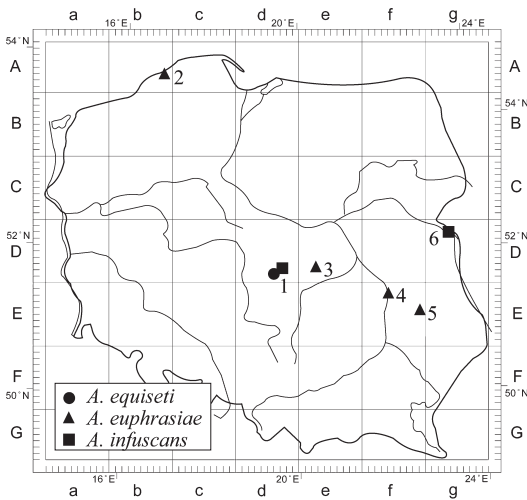 a b c d e f g
16°E 20°E 24°E
54°N
A A
2
54°N
B B
C C
52°N 6 52°N
D D
1 3
4
E 5 E
F F
50°N 50°N
A. equiseti
A. euphrasiae
A. infuscans
G G
16°E 20°E 24°E
a b c d e f g